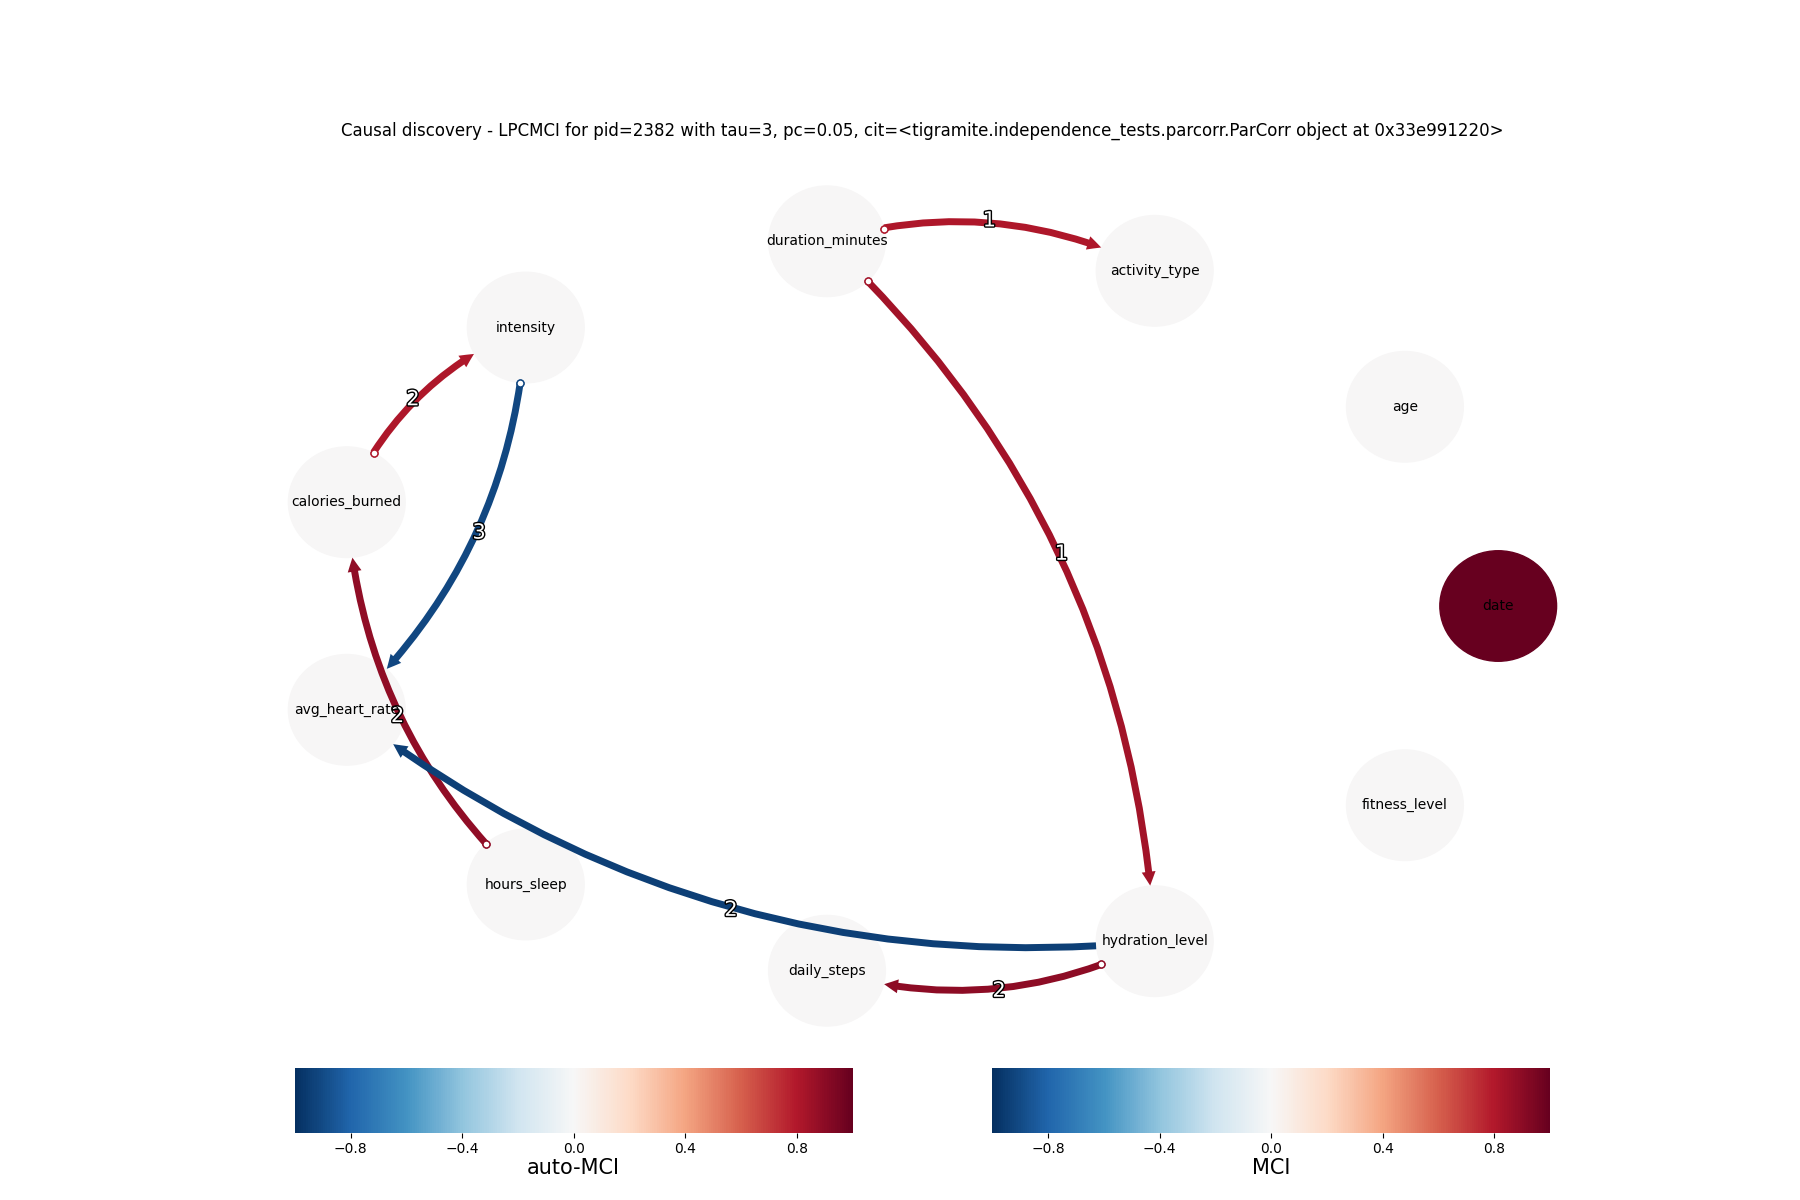 Causal discovery - LPCMCI for pid=2382 with tau=3, pc=0.05, cit=<tigramite.independence_tests.parcorr.ParCorr object at 0x33e991220>
1
duration_minutes
activity_type
intensity
2
age
calories_burned
3
1
date
avg_heart_rate
2
fitness_level
hours_sleep
2
hydration_level
daily_steps
2
−0.8 −0.4 0.0 0.4 0.8
auto-MCI
−0.8 −0.4 0.0 0.4 0.8
MCI